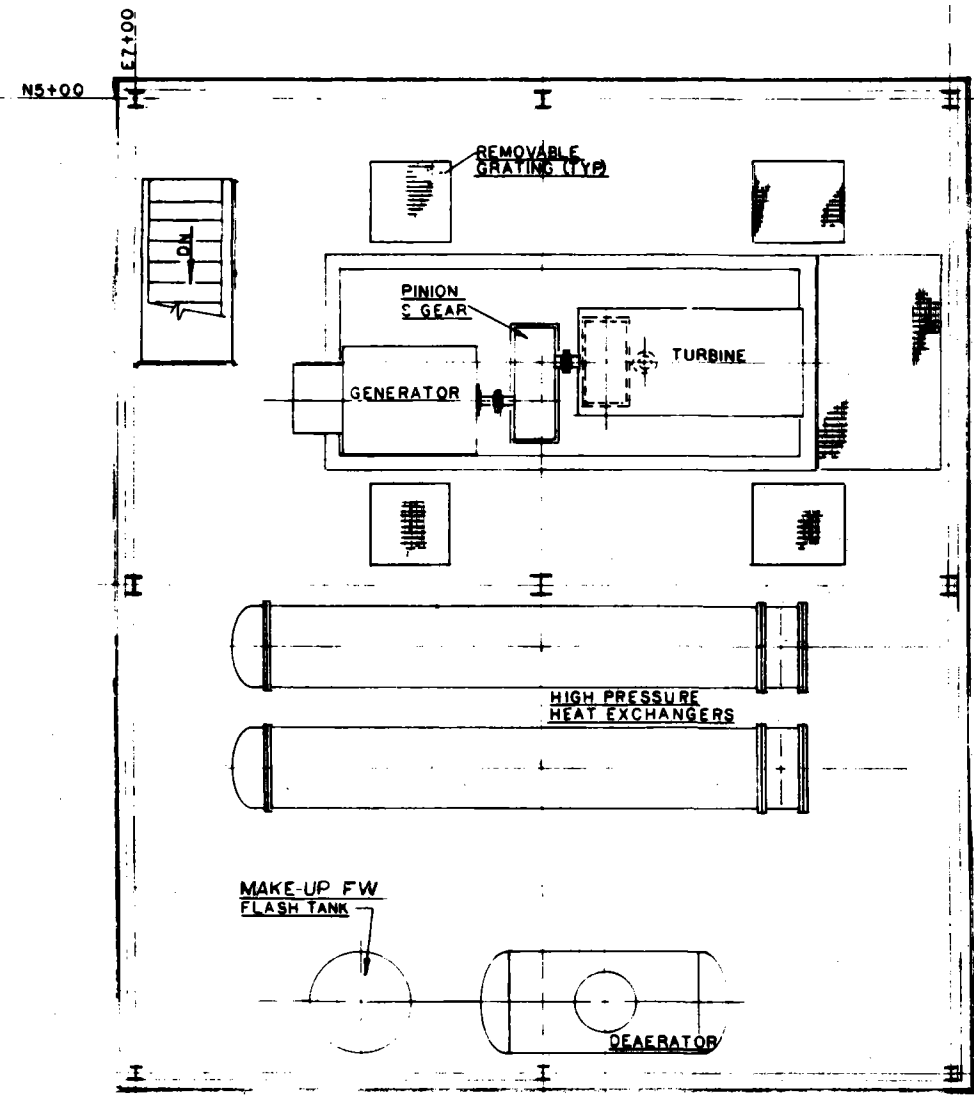 E7+00
N5+00
REMOVABLE
GRATING (TYP)
DN
PINION
& GEAR
GENERATOR
TURBINE
HIGH PRESSURE
HEAT EXCHANGERS
MAKE-UP FW
FLASH TANK
DEAERATOR